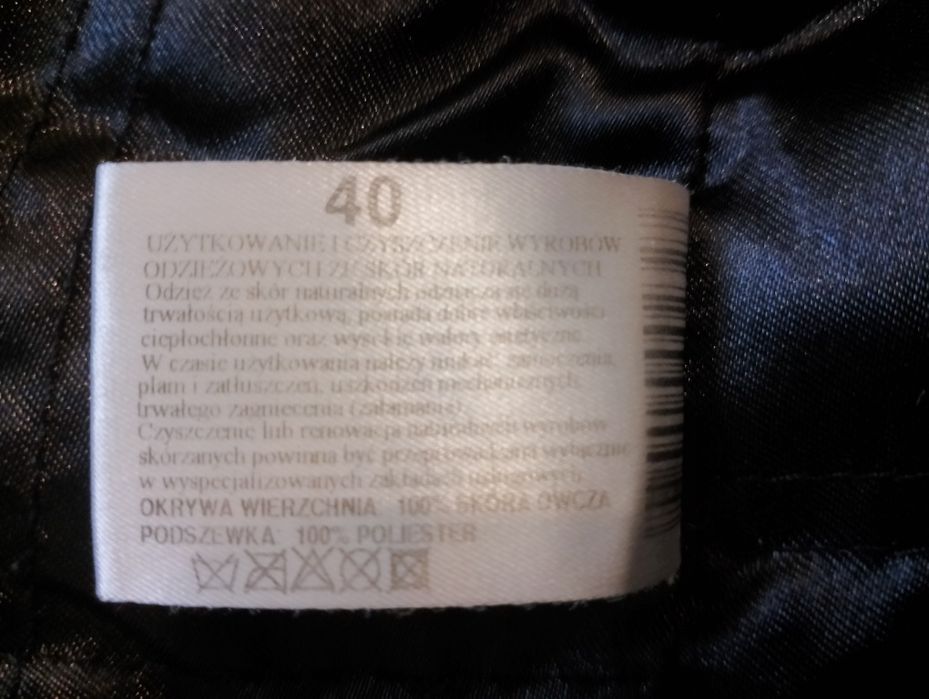 40
UŻYTKOWANIE I CZYSZCZENIE WYROBÓW
ODZIEŻOWYCH ZE SKÓR NATURALNYCH
Odzież ze skór naturalnych odznacza się dużą
trwałością użytkową, posiada dobre właściwości
ciepłochłonne oraz wysokie walory estetyczne.
W czasie użytkowania należy unikać zamoczenia,
plam i zatłuszczeń, uszkodzeń mechanicznych,
trwałego zagniecenia (załamanie).
Czyszczenie lub renowacja naturalnych wyrobów
skórzanych powinna być przeprowadzana wyłącznie
w wyspecjalizowanych zakładach usługowych.
OKRYWA WIERZCHNIA: 100% SKÓRA OWCZA
PODSZEWKA: 100% POLIESTER